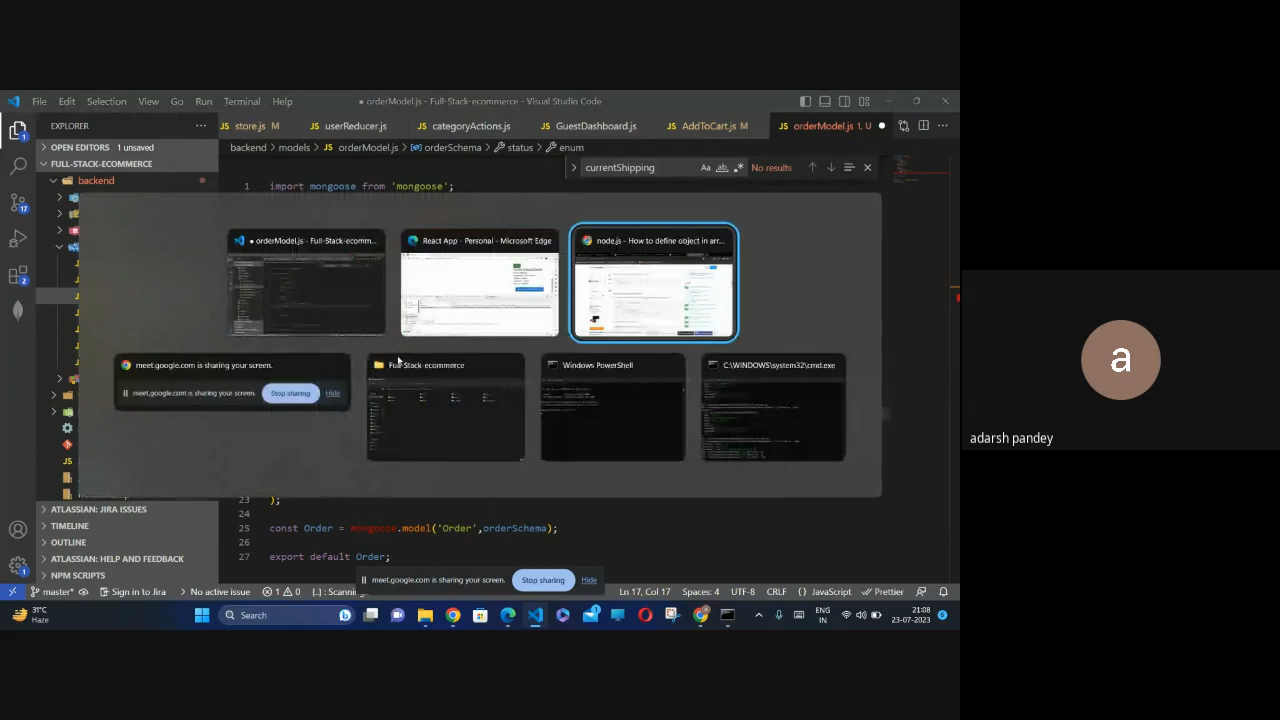 File Edit Selection View Go Run Terminal Help
● orderModel.js - Full-Stack-ecommerce - Visual Studio Code
EXPLORER
store.js M
userReducer.js
categoryActions.js
GuestDashboard.js
AddToCart.js M
orderModel.js 1, U
OPEN EDITORS 1 unsaved
backend > models > orderModel.js > orderSchema > status > enum
FULL-STACK-ECOMMERCE
currentShipping
Aa ab No results
backend
1 import mongoose from 'mongoose';
17
● orderModel.js - Full-Stack-ecomm...
React App - Personal - Microsoft Edge
node.js - How to define object in arr...
2
meet.google.com is sharing your screen.
Full-Stack-ecommerce
Windows PowerShell
C:\WINDOWS\system32\cmd.exe
meet.google.com is sharing your screen. Stop sharing Hide
23 );
ATLASSIAN: JIRA ISSUES
24
TIMELINE
25 const Order = mongoose.model('Order',orderSchema);
OUTLINE
26
ATLASSIAN: HELP AND FEEDBACK
27 export default Order;
NPM SCRIPTS
meet.google.com is sharing your screen. Stop sharing Hide
master* Sign in to Jira No active issue 1 0 {..} : Scannin
Ln 17, Col 17 Spaces: 4 UTF-8 CRLF {} JavaScript Prettier
31°C
Haze
Search
ENG
IN
21:08
23-07-2023
a
adarsh pandey